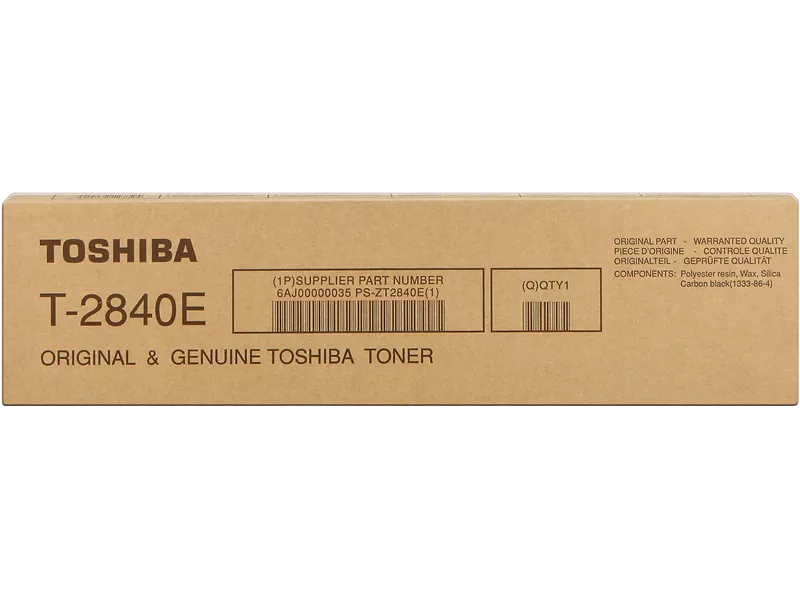 TOSHIBA
T-2840E
ORIGINAL & GENUINE TOSHIBA TONER
(1P)SUPPLIER PART NUMBER
6AJ00000035 PS-ZT2840E(1)
(Q)QTY1
ORIGINAL PART - WARRANTED QUALITY
PIECE D'ORIGINE - CONTROLE QUALITE
ORIGINALTEIL - GEPRÜFTE QUALITÄT
COMPONENTS: Polyester resin, Wax, Silica
Carbon black(1333-86-4)